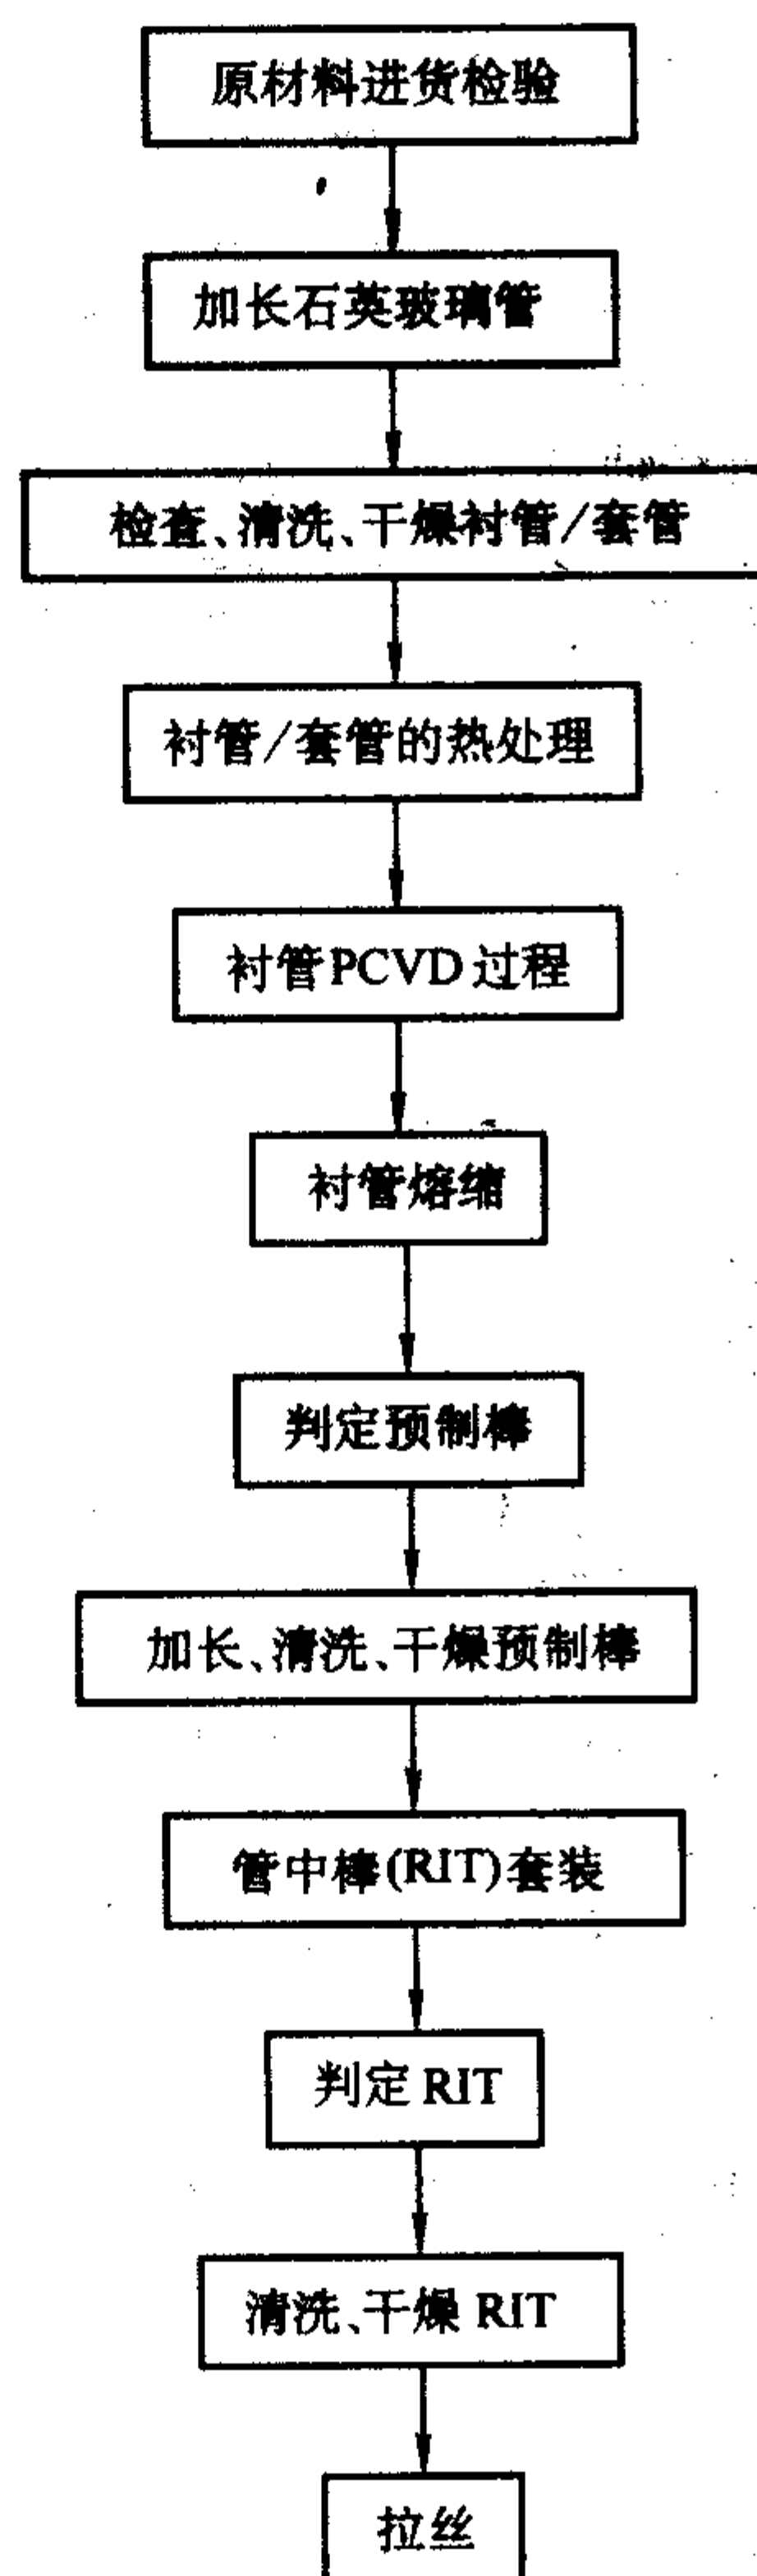 原材料进货检验
加长石英玻璃管
检查、清洗、干燥衬管/套管
衬管/套管的热处理
衬管PCVD过程
衬管熔缩
判定预制棒
加长、清洗、干燥预制棒
管中棒(RIT)套装
判定RIT
清洗、干燥RIT
拉丝